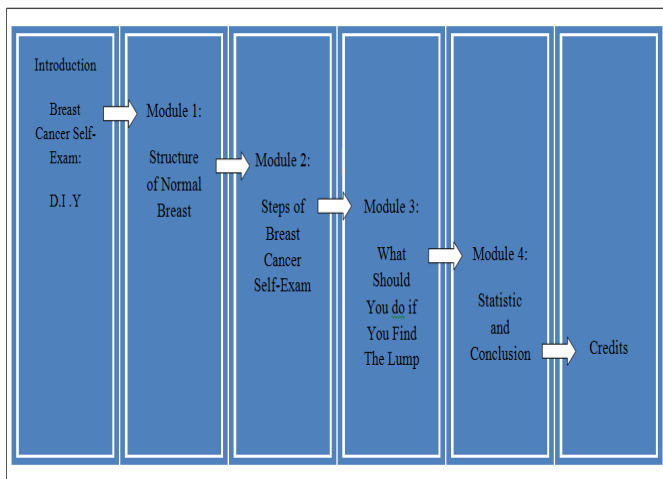 Introduction
Breast
Cancer Self-
Exam:
D.I .Y
Module 1:
Structure
of Normal
Breast
Module 2:
Steps of
Breast
Cancer
Self-Exam
Module 3:
What
Should
You do if
You Find
The Lump
Module 4:
Statistic
and
Conclusion
Credits